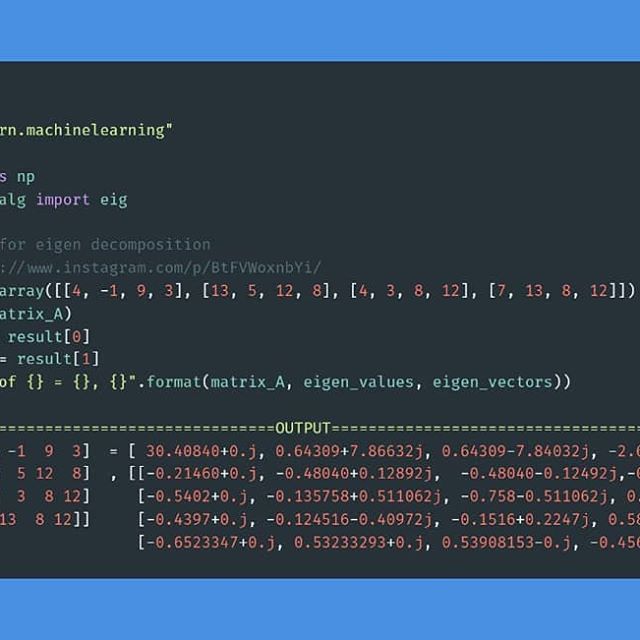 rn.machinelearning"
s np
alg import eig
for eigen decomposition
://www.instagram.com/p/BtFVWoxnbYi/
array([[4, -1, 9, 3], [13, 5, 12, 8], [4, 3, 8, 12], [7, 13, 8, 12]])
atrix_A)
result[0]
= result[1]
of {} = {}, {}".format(matrix_A, eigen_values, eigen_vectors))
==============================OUTPUT==================================
-1 9 3] = [ 30.40840+0.j, 0.64309+7.86632j, 0.64309-7.84032j, -2.6
5 12 8] , [[-0.21460+0.j, -0.48040+0.12892j, -0.48040-0.12492j,-0
3 8 12] [-0.5402+0.j, -0.135758+0.511062j, -0.758-0.511062j, 0.
13 8 12]] [-0.4397+0.j, -0.124516-0.40972j, -0.1516+0.2247j, 0.58
[-0.6523347+0.j, 0.53233293+0.j, 0.53908153-0.j, -0.456